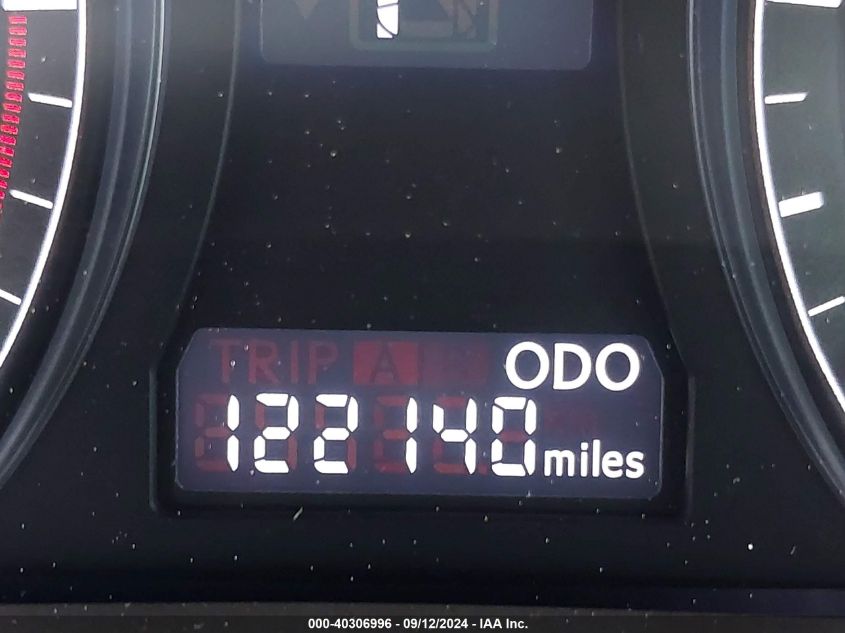 TRIP A ODO
122140 miles
000-40306996 - 09/12/2024 - IAA Inc.